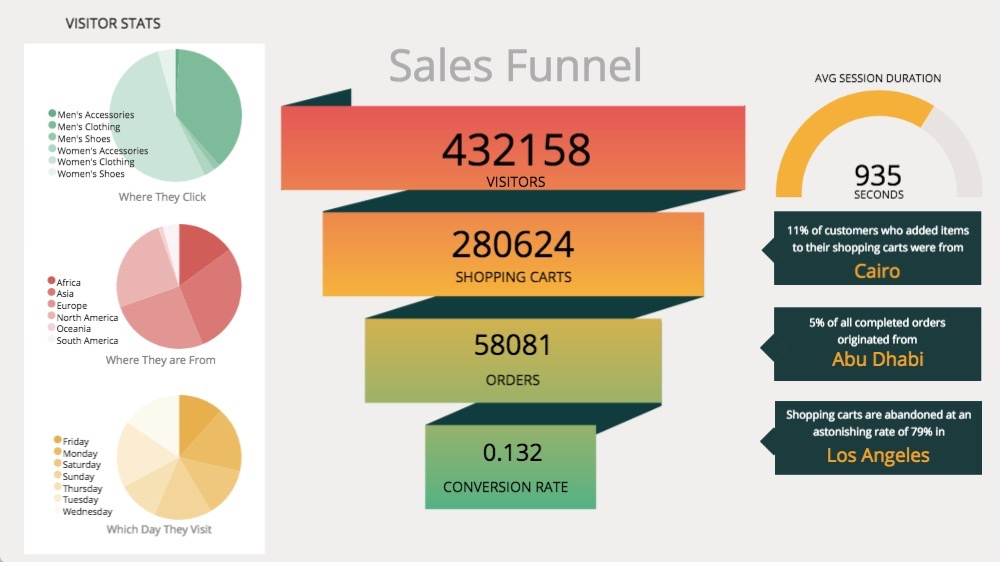 VISITOR STATS
Men's Accessories
Men's Clothing
Men's Shoes
Women's Accessories
Women's Clothing
Women's Shoes
Where They Click
Africa
Asia
Europe
North America
Oceania
South America
Where They are From
Friday
Monday
Saturday
Sunday
Thursday
Tuesday
Wednesday
Which Day They Visit
Sales Funnel
432158
VISITORS
280624
SHOPPING CARTS
58081
ORDERS
0.132
CONVERSION RATE
AVG SESSION DURATION
935
SECONDS
11% of customers who added items
to their shopping carts were from
Cairo
5% of all completed orders
originated from
Abu Dhabi
Shopping carts are abandoned at an
astonishing rate of 79% in
Los Angeles